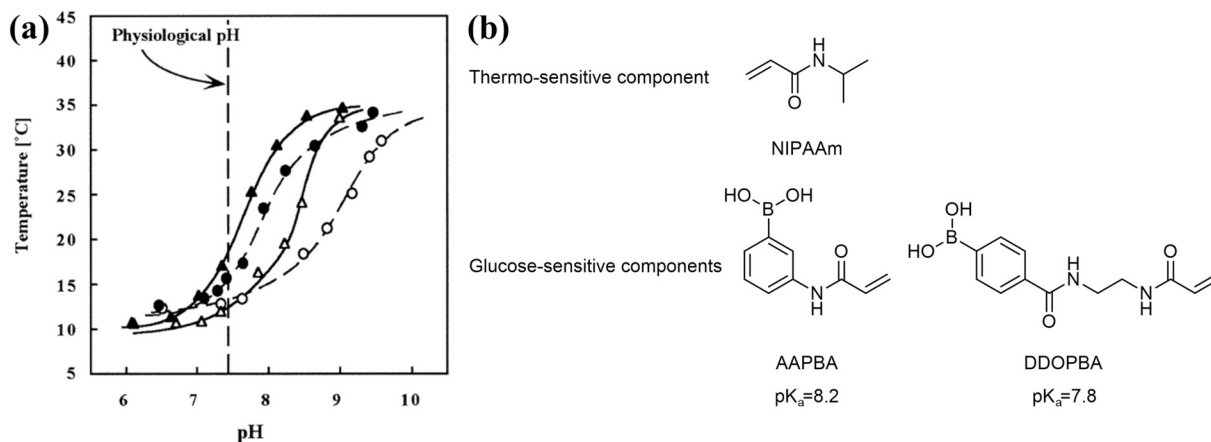 (a)
45
40
35
30
25
20
15
10
5
Temperature [˚C]
Physiological pH
6 7 8 9 10
pH
(b)
Thermo-sensitive component
H
N
O
NIPAAm
Glucose-sensitive components
HO OH
B
O
N
H
AAPBA
pKa=8.2
OH
HO B
H
N
O
N
H
O
DDOPBA
pKa=7.8